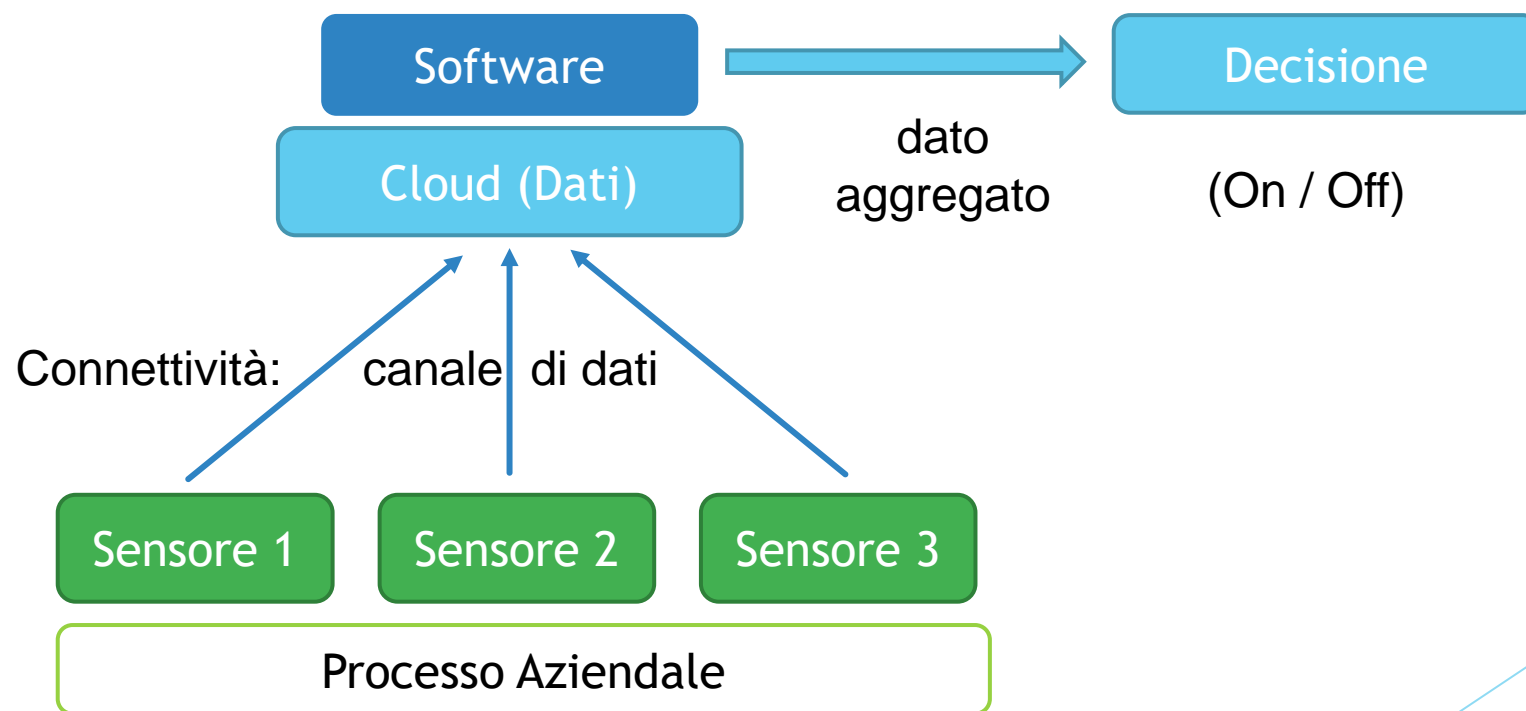 Software
Decisione
Cloud (Dati)
dato
aggregato
(On / Off)
Connettività: canale di dati
Sensore 1
Sensore 2
Sensore 3
Processo Aziendale